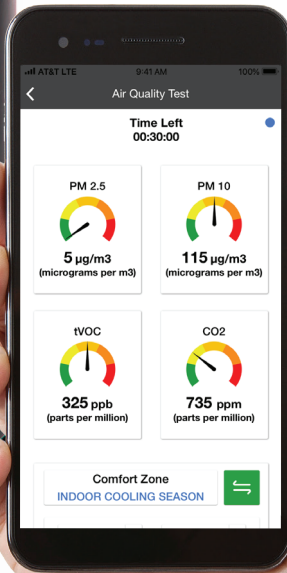 AT&T LTE 9:41 AM 100%
Air Quality Test
Time Left
00:30:00
PM 2.5
5 µg/m3
(micrograms per m3)
PM 10
115 µg/m3
(micrograms per m3)
tVOC
325 ppb
(parts per million)
CO2
735 ppm
(parts per million)
Comfort Zone
INDOOR COOLING SEASON